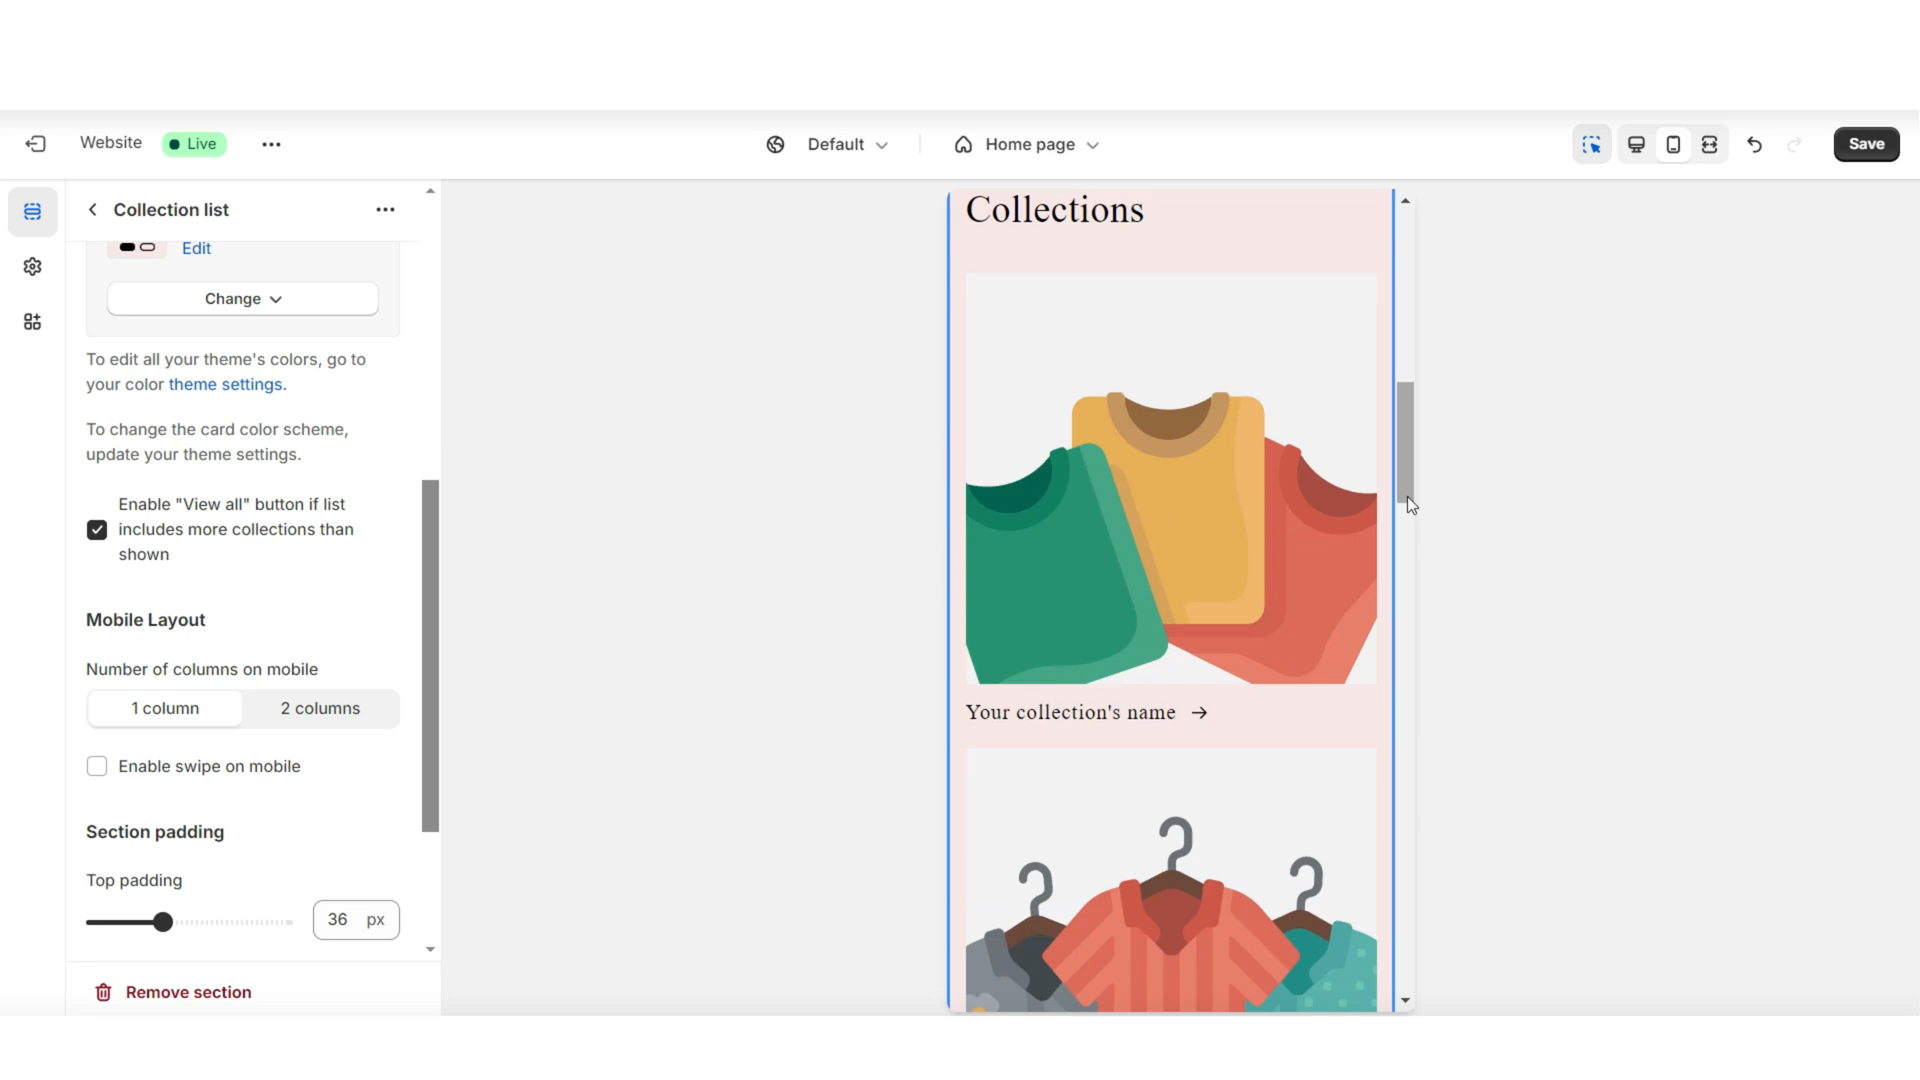 Website
Live
Default
Home page
Save
Collection list
Edit
Change
To edit all your theme's colors, go to
your color theme settings.
To change the card color scheme,
update your theme settings.
Enable "View all" button if list
includes more collections than
shown
Mobile Layout
Number of columns on mobile
1 column
2 columns
Enable swipe on mobile
Section padding
Top padding
36 px
Remove section
Collections
Your collection's name